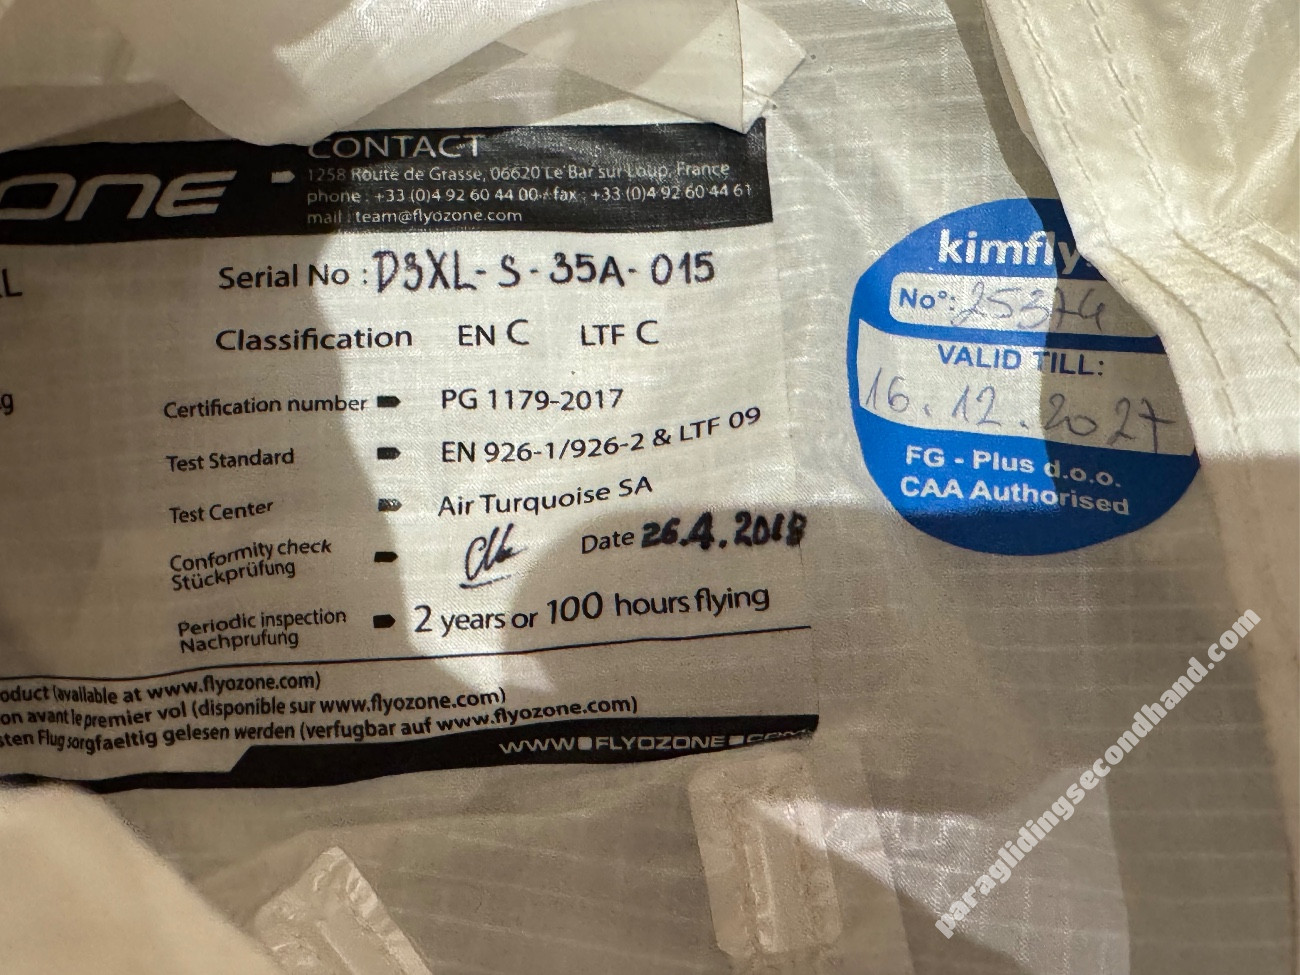 ONE
CONTACT
1258 Route de Grasse, 06620 Le Bar sur Loup, France
phone : +33 (0)4 92 60 44 00 - fax : +33 (0)4 92 60 44 61
mail : team@flyozone.com
Serial No : D3XL-S-35A-015
Classification EN C LTF C
Certification number PG 1179-2017
Test Standard EN 926-1/926-2 & LTF 09
Test Center Air Turquoise SA
Conformity check
Stückprüfung
Date 26.4.2018
Periodic inspection
Nachprufung
2 years or 100 hours flying
(available at www.flyozone.com)
avant le premier vol (disponible sur www.flyozone.com)
Flug sorgfaeltig gelesen werden (verfugbar auf www.flyozone.com)
WWW.FLYOZONE.COM
kimfly
No°: 25374
VALID TILL:
16.12.2027
FG - Plus d.o.o.
CAA Authorised
paraglidingsecondhand.com